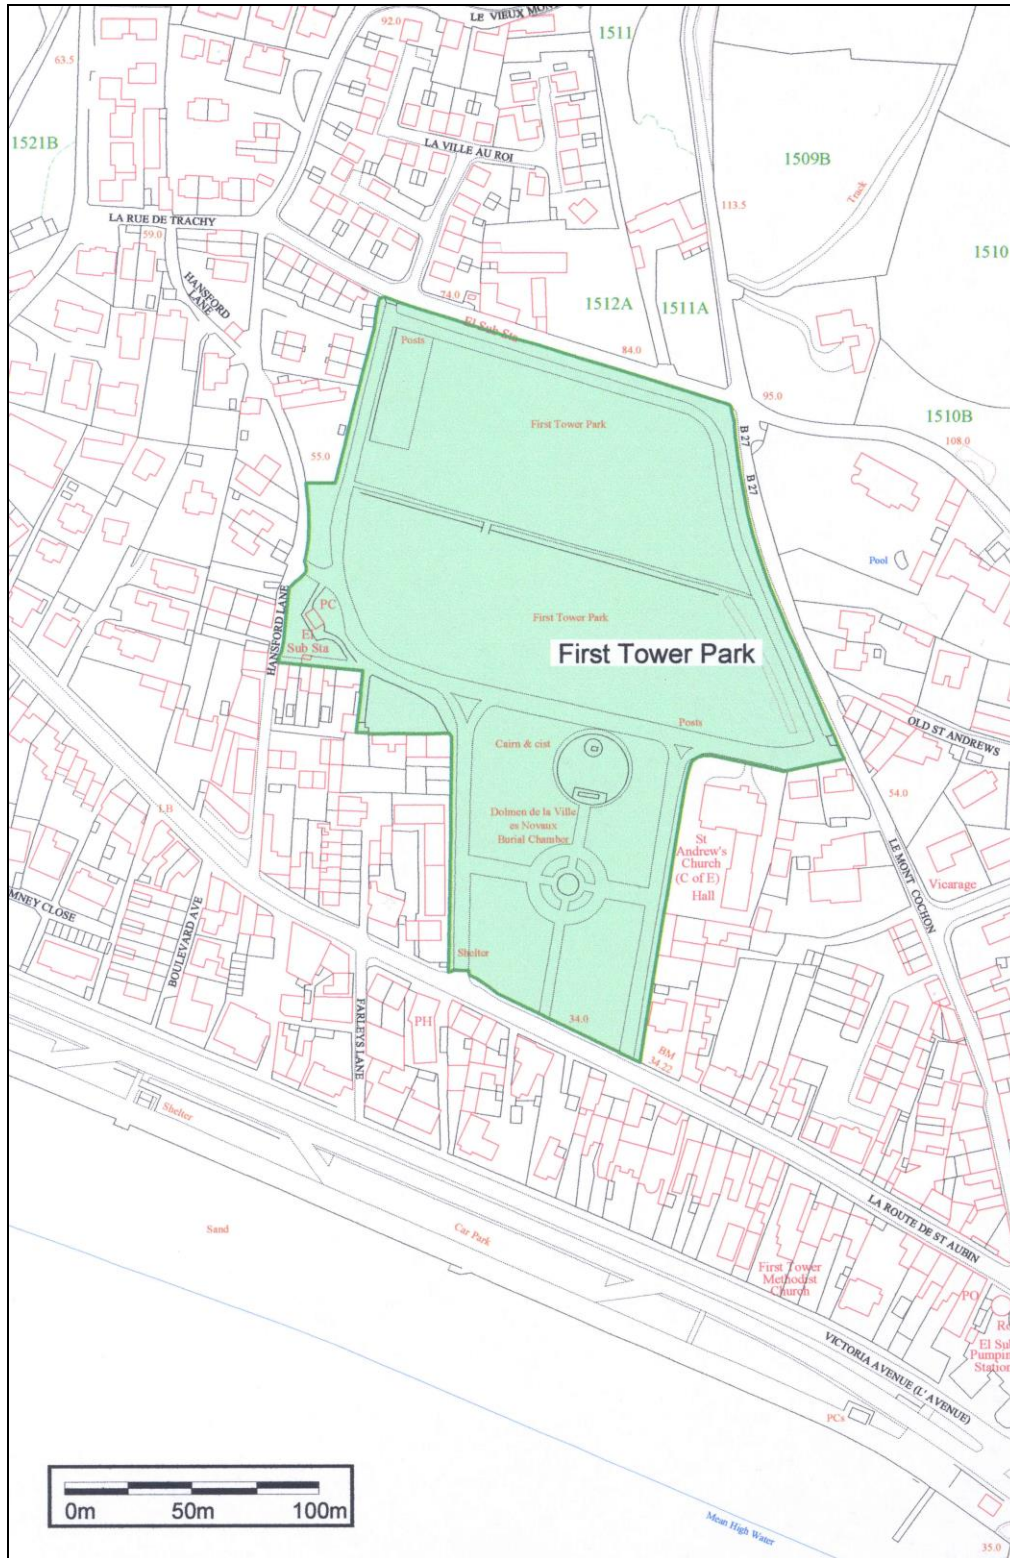 LE VIEUX
92.0
1511
63.5
1521B
LA VILLE AU ROI
1509B
Track
113.5
LA RUE DE TRACHY
59.0
1510
HANSFORD
LANE
74.0
El Sub Sta
1512A
1511A
Posts
84.0
95.0
1510B
108.0
First Tower Park
B 27
55.0
B 27
Pool
HANSFORD LANE
PC
El
Sub Sta
First Tower Park
First Tower Park
OLD ST ANDREWS
Posts
Cairn & cist
54.0
LB
Dolmen de la Ville
es Novaux
Burial Chamber
St
Andrew's
Church
(C of E)
Hall
LE MONT COCHON
Vicarage
MNEY CLOSE
BOULEVARD AVE
Shelter
FARLEYS LANE
PH
34.0
BM
34.22
Shelter
Sand
Car Park
LA ROUTE DE ST AUBIN
First Tower
Methodist
Church
PO
El Sub
Pumpin
Station
VICTORIA AVENUE (L' AVENUE)
PCs
0m 50m 100m
Mean High Water
35.0